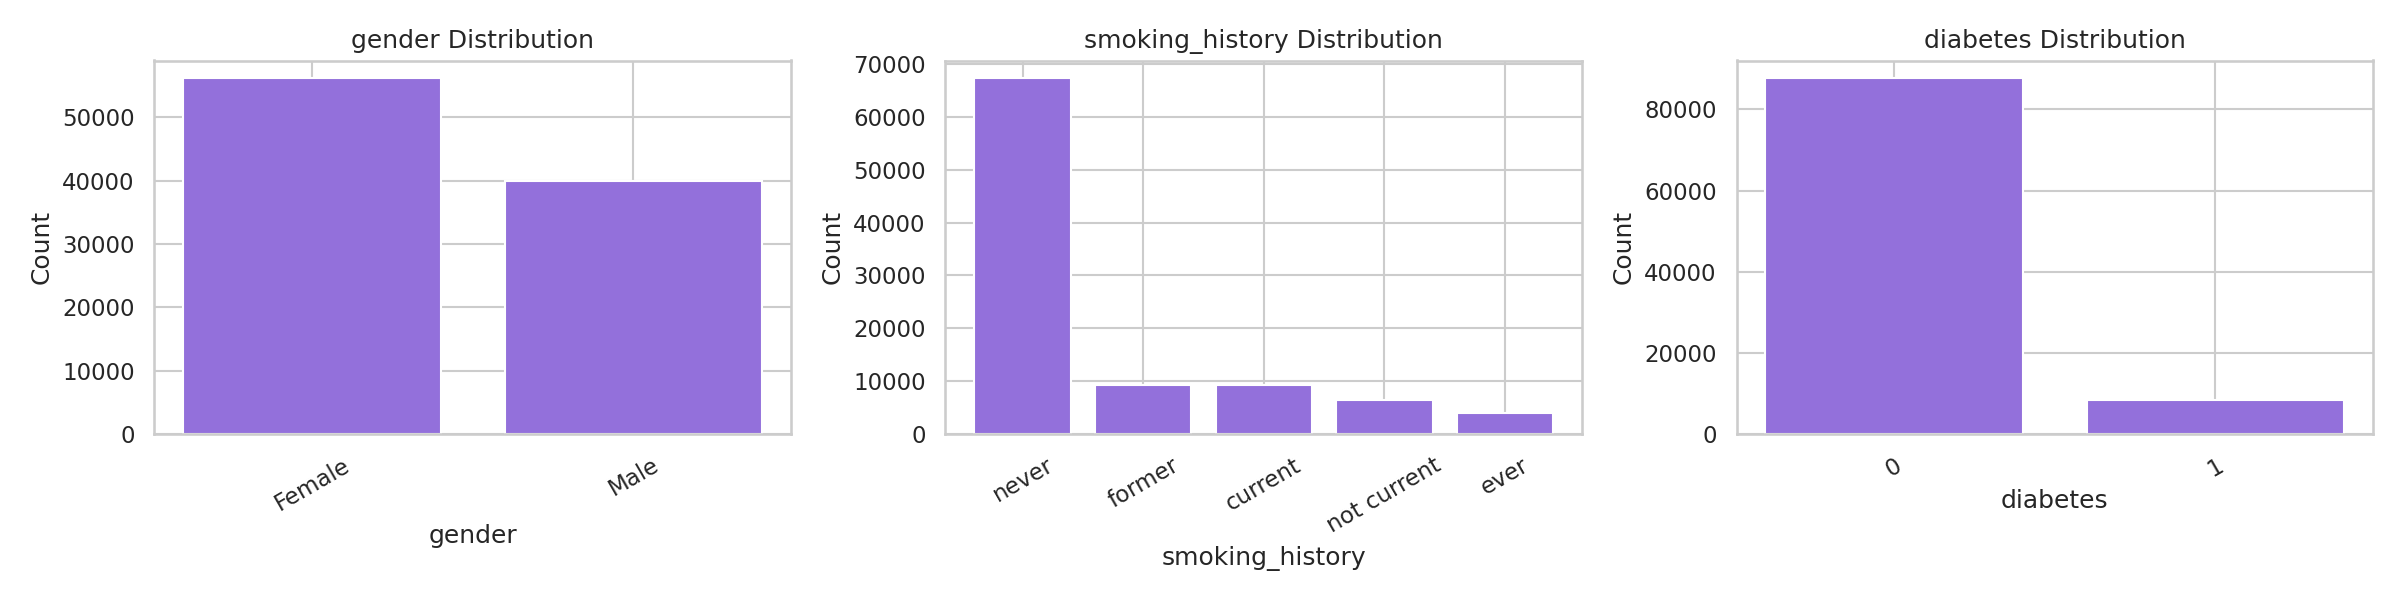 gender Distribution
50000
40000
30000
20000
10000
0
Count
Female
Male
gender
smoking_history Distribution
70000
60000
50000
40000
30000
20000
10000
0
Count
never
former
current
not current
ever
smoking_history
diabetes Distribution
80000
60000
40000
20000
0
Count
0
1
diabetes